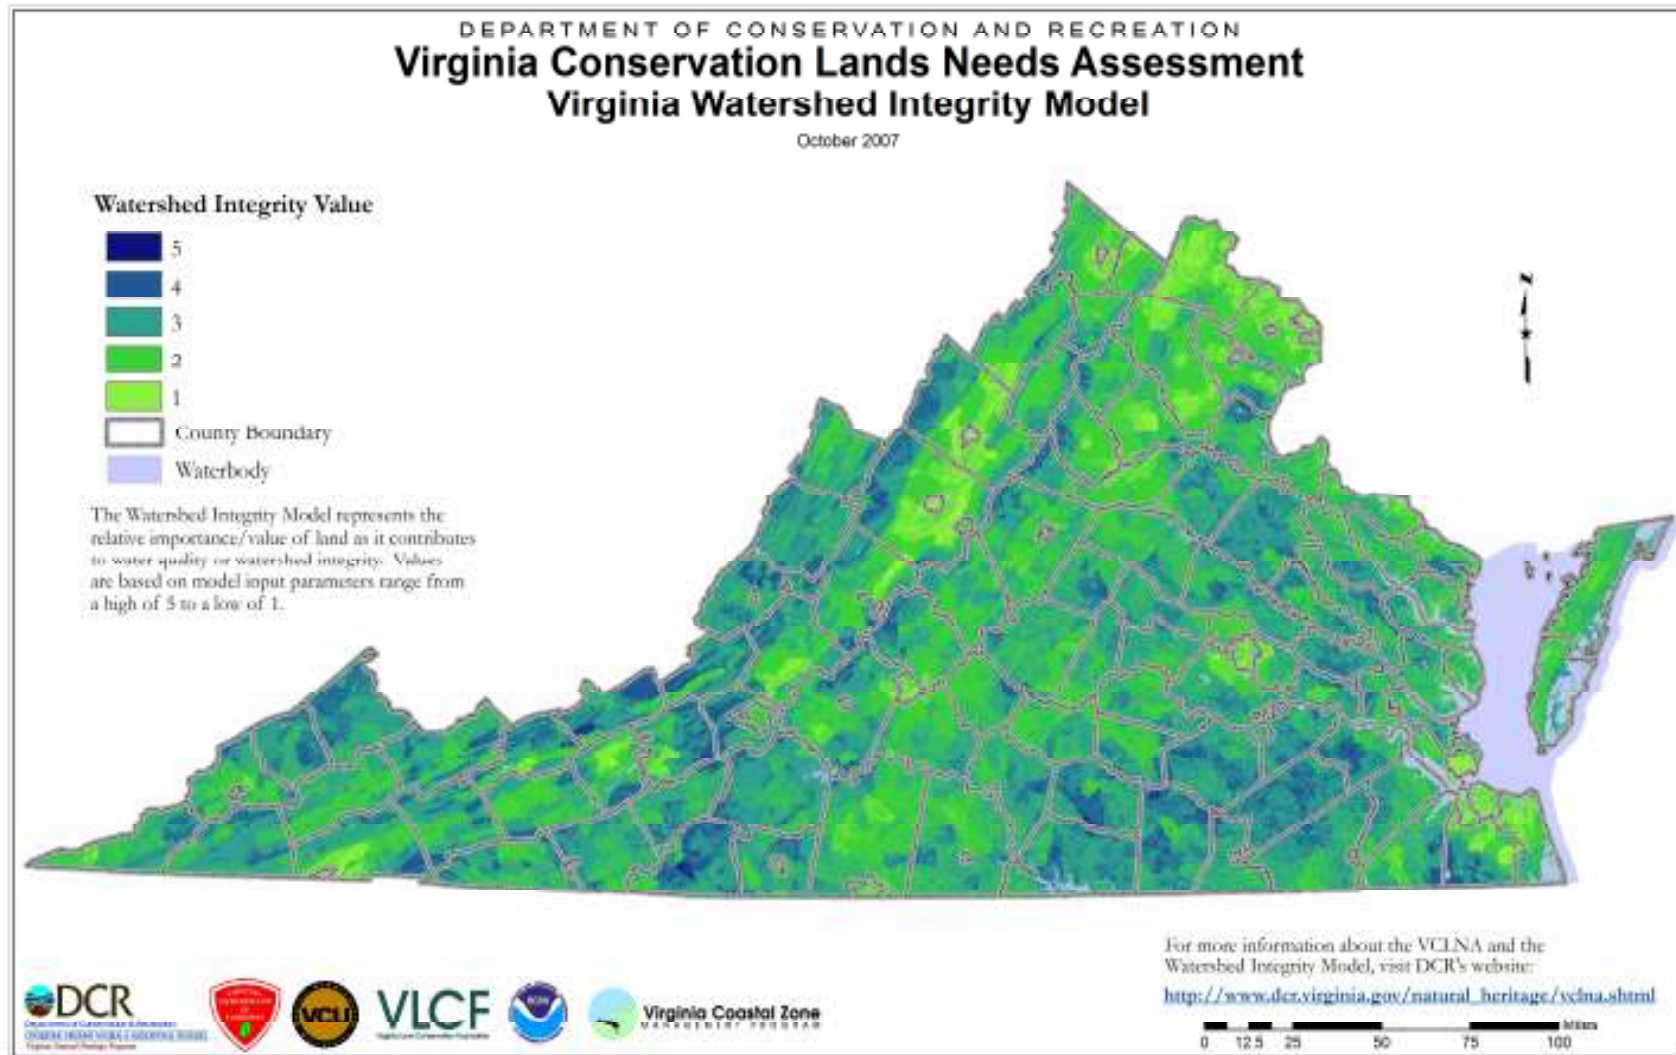 DEPARTMENT OF CONSERVATION AND RECREATION
Virginia Conservation Lands Needs Assessment
Virginia Watershed Integrity Model
October 2007
Watershed Integrity Value
5
4
3
2
1
County Boundary
Waterbody
The Watershed Integrity Model represents the
relative importance/value of land as it contributes
to water quality or watershed integrity. Values
are based on model input parameters range from
a high of 5 to a low of 1.
N
For more information about the VCLNA and the
Watershed Integrity Model, visit DCR's website:
http://www.dcr.virginia.gov/natural_heritage/vclna.shtml
Miles
0 12.5 25 50 75 100
DCR
VCU
VLCF
NOAA
Virginia Coastal Zone
MANAGEMENT PROGRAM